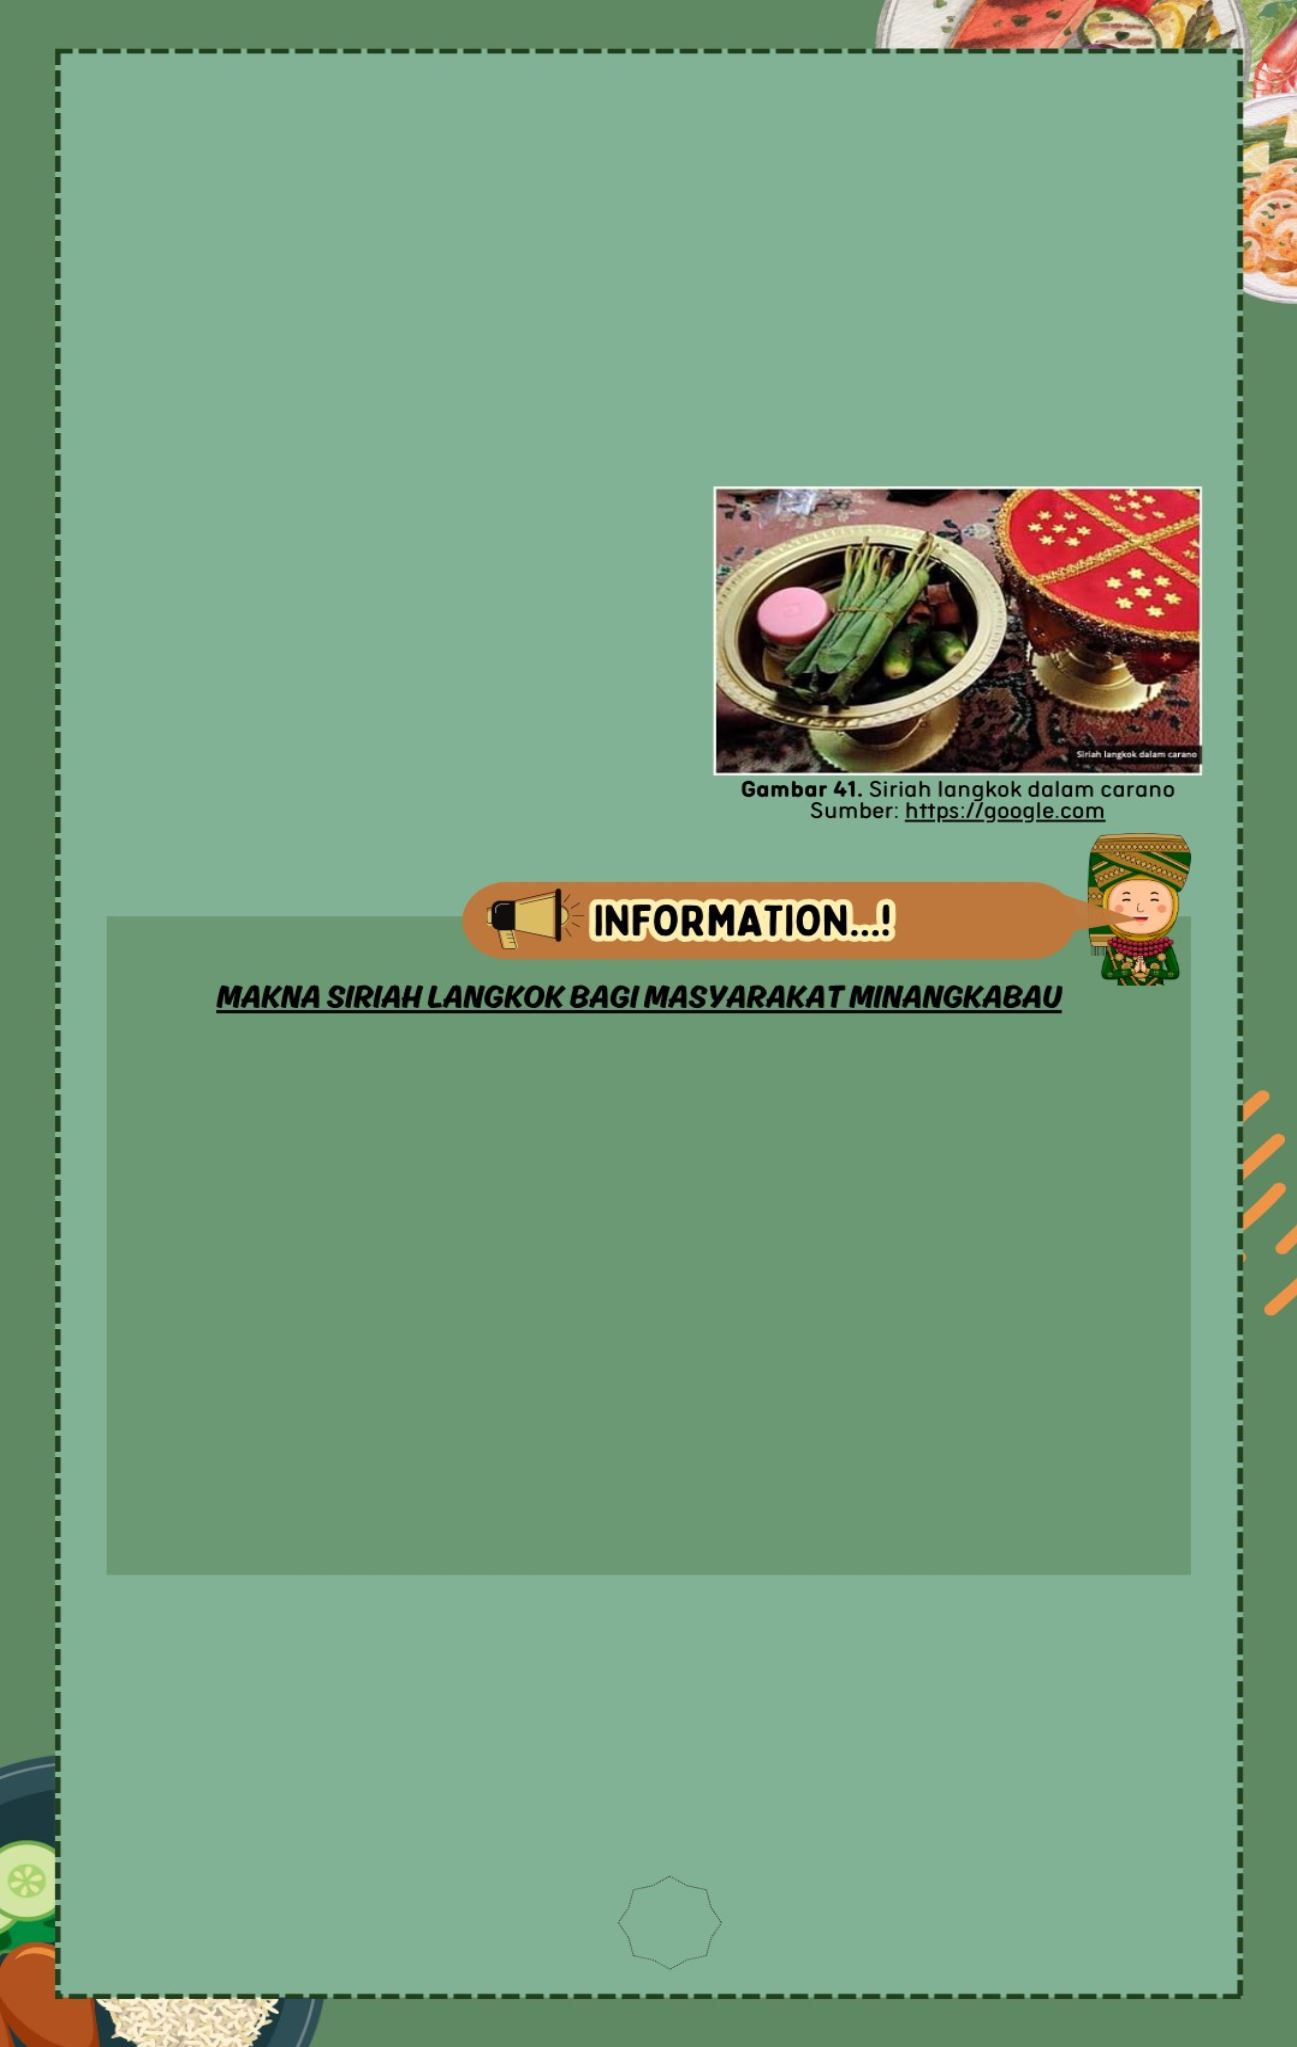 Siriah langkok dalam carano
Gambar 41. Siriah langkok dalam carano
Sumber: https://google.com
INFORMATION...!
MAKNA SIRIAH LANGKOK BAGI MASYARAKAT MINANGKABAU